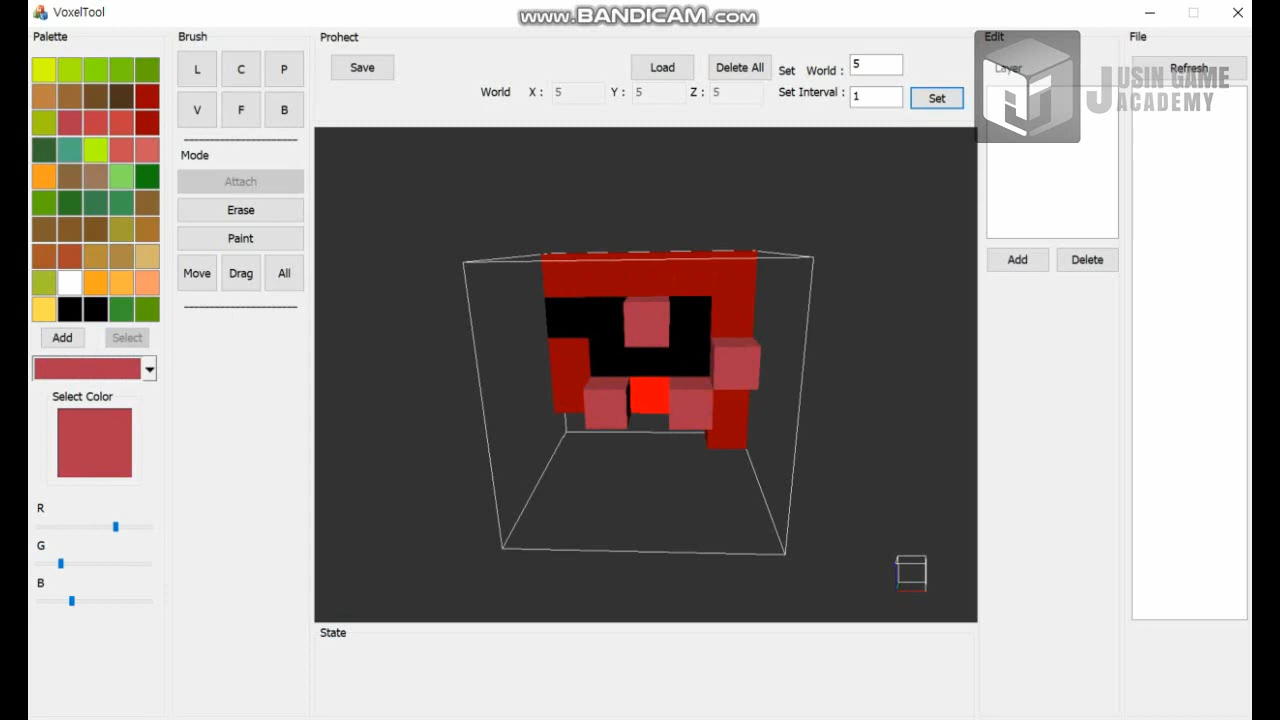 VoxelTool
www.BANDICAM.com
Palette
Brush
Prohect
Edit
File
L
C
P
Save
Load
Delete All
Set World :
5
Layer
Refresh
JUSIN GAME
ACADEMY
World X :
5
Y :
5
Z :
5
Set Interval :
1
Set
V
F
B
Mode
Attach
Erase
Paint
Move
Drag
All
Add
Delete
Add
Select
Select Color
R
G
B
State